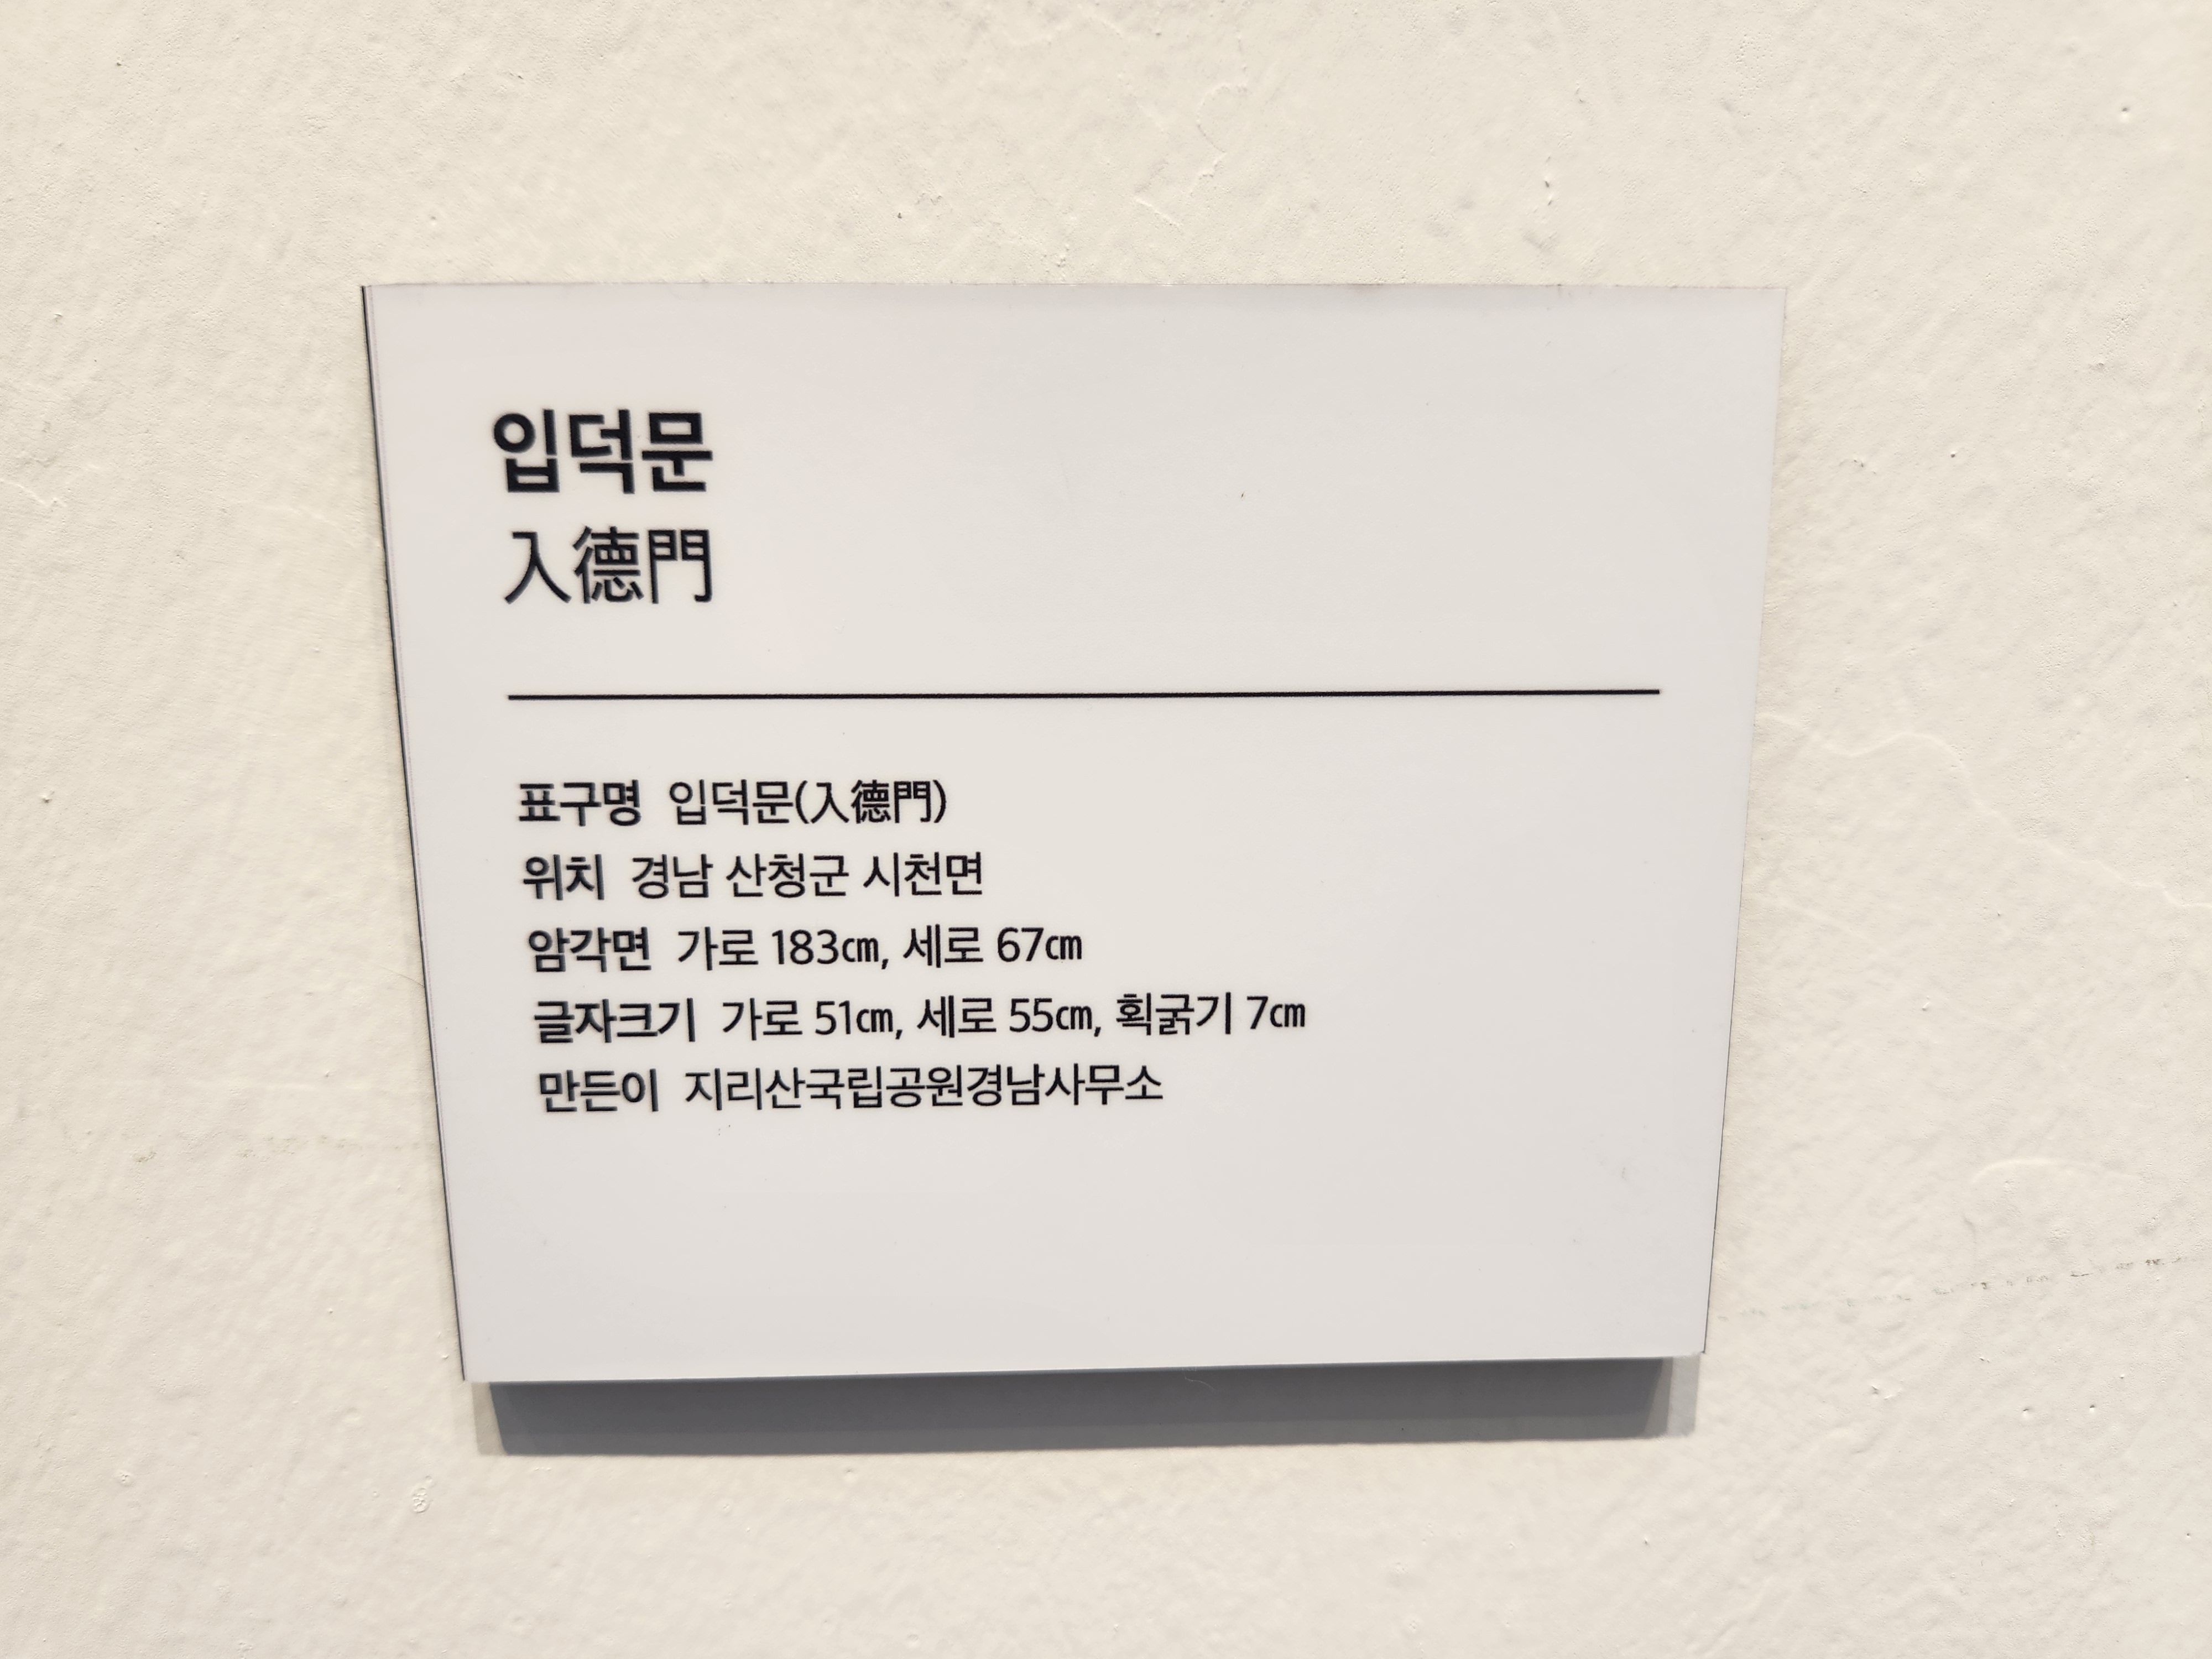 입덕문
入德門
표구명 입덕문(入德門)
위치 경남 산청군 시천면
암각면 가로 183㎝, 세로 67㎝
글자크기 가로 51㎝, 세로 55㎝, 획굵기 7㎝
만든이 지리산국립공원경남사무소